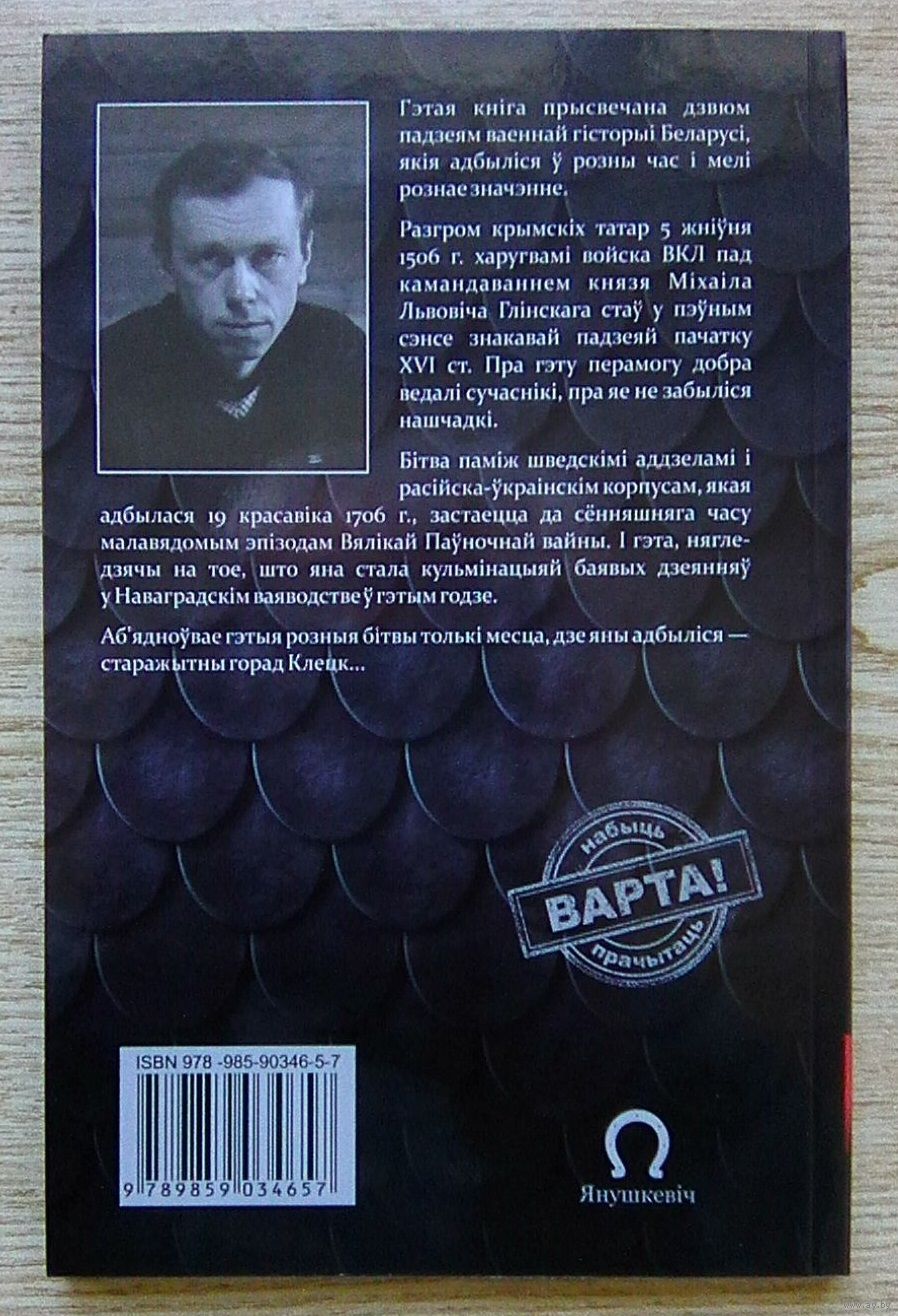 Гэтая кніга прысвечана дзвюм
падзеям ваеннай гісторыі Беларусі,
якія адбыліся ў розны час і мелі
рознае значэнне.
Разгром крымскіх татар 5 жніўня
1506 г. харугвамі войска ВКЛ пад
камандаваннем князя Міхаіла
Львовіча Глінскага стаў у пэўным
сэнсе знакавай падзеяй пачатку
XVI ст. Пра гэту перамогу добра
ведалі сучаснікі, пра яе не забыліся
нашчадкі.
Бітва паміж шведскімі аддзеламі і
расійска-ўкраінскім корпусам, якая
адбылася 19 красавіка 1706 г., застаецца да сённяшняга часу
малавядомым эпізодам Вялікай Паўночнай вайны. І гэта, нягле-
дзячы на тое, што яна стала кульмінацыяй баявых дзеянняў
у Наваградскім ваяводстве ў гэтым годзе.
Аб'ядноўвае гэтыя розныя бітвы толькі месца, дзе яны адбыліся —
старажытны горад Клецк...
набыць
ВАРТА!
прачытаць
ISBN 978 -985-90346-5-7
9 789859 034657
Янушкевіч
www.ay.by